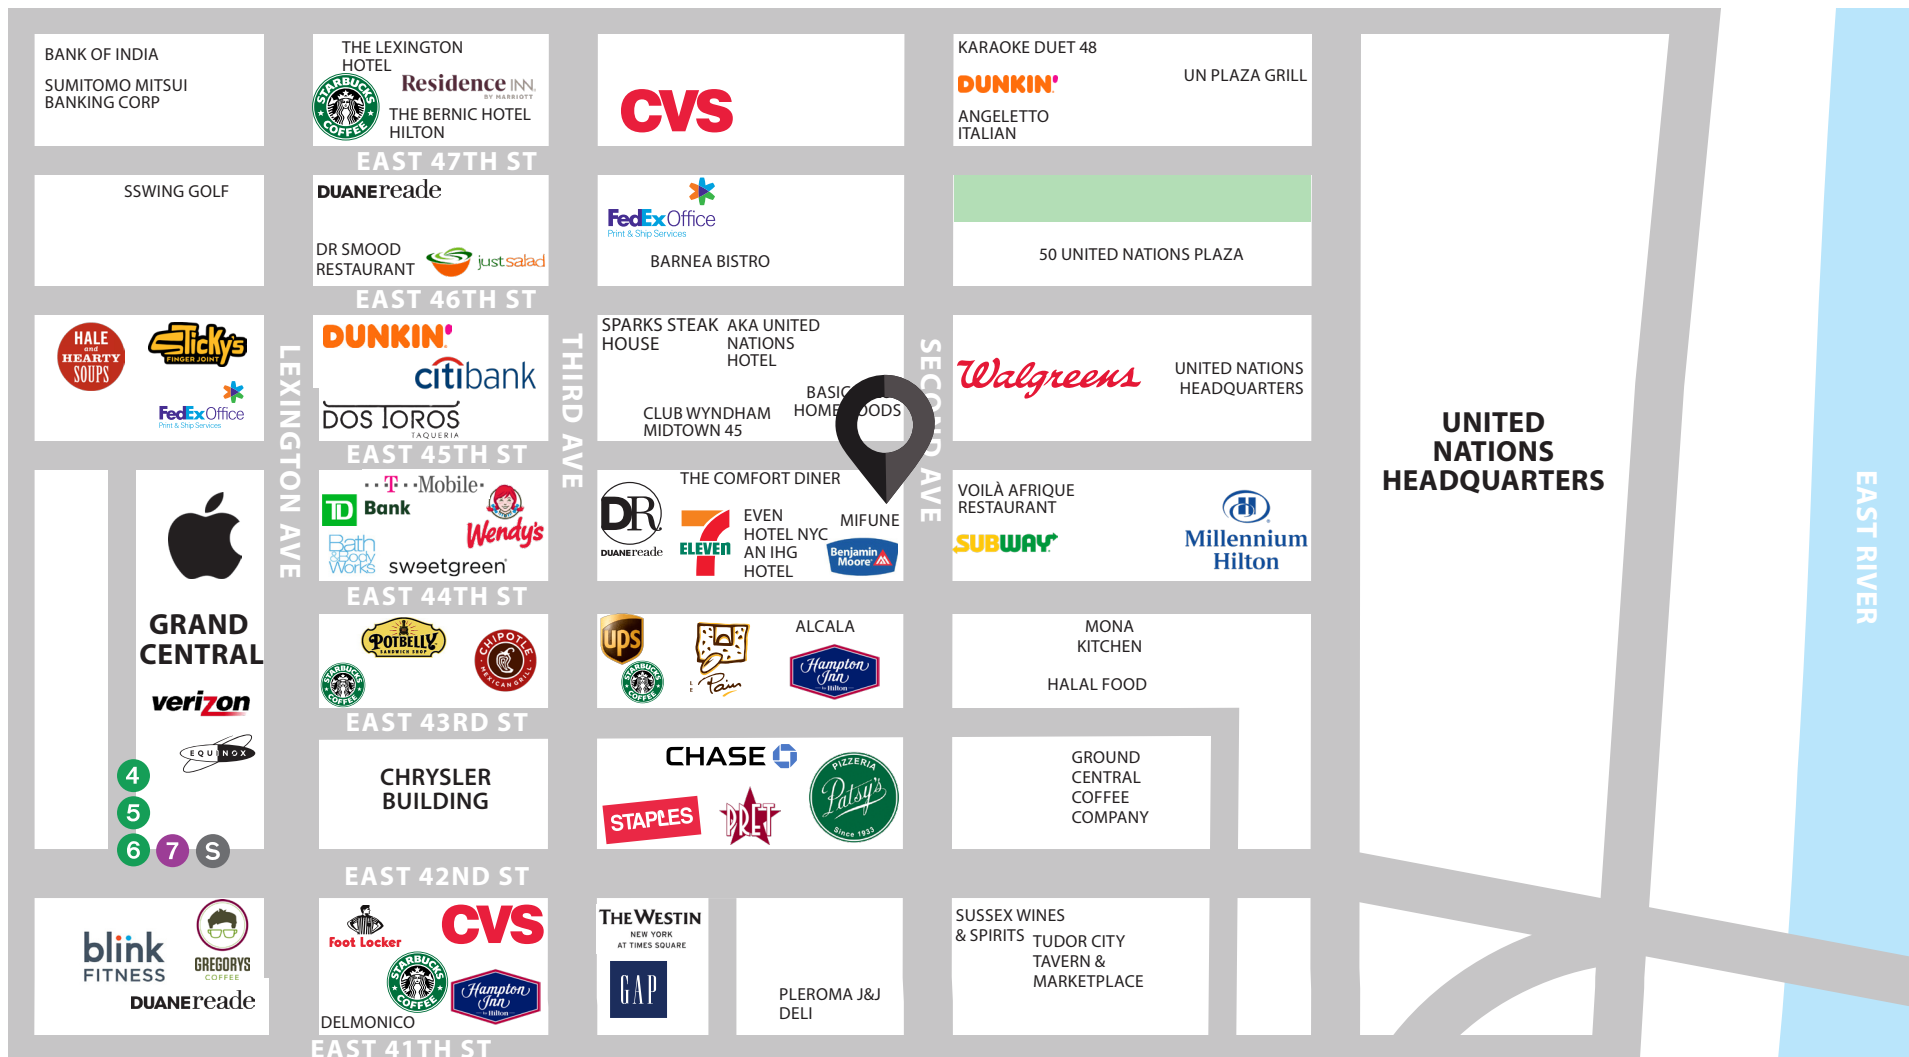 BANK OF INDIA
SUMITOMO MITSUI
BANKING CORP
THE LEXINGTON
HOTEL
STARBUCKS
COFFEE
Residence INN.
BY MARRIOTT
THE BERNIC HOTEL
HILTON
CVS
KARAOKE DUET 48
DUNKIN'
ANGELETTO
ITALIAN
UN PLAZA GRILL
EAST 47TH ST
SSWING GOLF
DUANEreade
DR SMOOD
RESTAURANT
justsalad
FedEx Office
Print & Ship Services
BARNEA BISTRO
50 UNITED NATIONS PLAZA
EAST 46TH ST
HALE
and
HEARTY
SOUPS
Sticky's
FINGER JOINT
FedEx Office
Print & Ship Services
LEXINGTON AVE
DUNKIN'
citibank
DOS TOROS
TAQUERIA
THIRD AVE
SPARKS STEAK
HOUSE
AKA UNITED
NATIONS
HOTEL
CLUB WYNDHAM
MIDTOWN 45
BASIC
HOME
OODS
SECOND AVE
Walgreens
UNITED NATIONS
HEADQUARTERS
UNITED
NATIONS
HEADQUARTERS
EAST RIVER
EAST 45TH ST
GRAND
CENTRAL
verizon
EQUINOX
4
5
6
7
S
T-Mobile
TD Bank
Wendy's
Bath
&Body
Works
sweetgreen
THE COMFORT DINER
DR
DUANEreade
7
ELEVEN
EVEN
HOTEL NYC
AN IHG
HOTEL
MIFUNE
Benjamin
Moore
VOILÀ AFRIQUE
RESTAURANT
SUBWAY
H
Millennium
Hilton
EAST 44TH ST
POTBELLY
SANDWICH SHOP
STARBUCKS
COFFEE
CHIPOTLE
MEXICAN GRILL
ups
STARBUCKS
COFFEE
LE
Pain
ALCALA
Hampton
Inn
by Hilton
MONA
KITCHEN
HALAL FOOD
EAST 43RD ST
CHRYSLER
BUILDING
CHASE
STAPLES
PRET
PIZZERIA
Patsy's
Since 1933
GROUND
CENTRAL
COFFEE
COMPANY
EAST 42ND ST
blink
FITNESS
GREGORYS
COFFEE
DUANEreade
Foot Locker
CVS
STARBUCKS
COFFEE
Hampton
Inn
by Hilton
DELMONICO
THE WESTIN
NEW YORK
AT TIMES SQUARE
GAP
PLEROMA J&J
DELI
SUSSEX WINES
& SPIRITS
TUDOR CITY
TAVERN &
MARKETPLACE
EAST 41TH ST